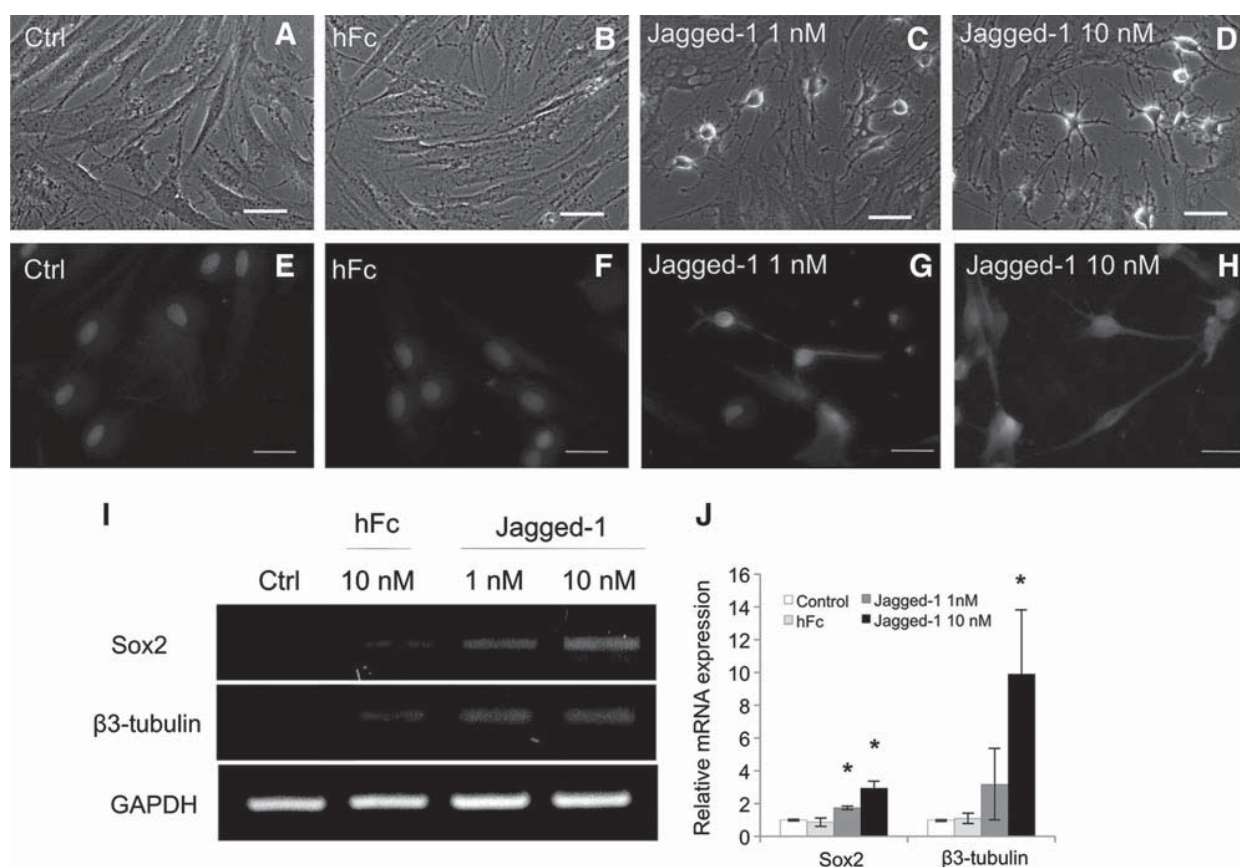 Ctrl A
hFc B
Jagged-1 1 nM C
Jagged-1 10 nM D
Ctrl E
hFc F
Jagged-1 1 nM G
Jagged-1 10 nM H
I
hFc Jagged-1
Ctrl 10 nM 1 nM 10 nM
Sox2
β3-tubulin
GAPDH
J
Relative mRNA expression
16
14
12
10
8
6
4
2
0
Control Jagged-1 1nM
hFc Jagged-1 10 nM
* * *
Sox2 β3-tubulin